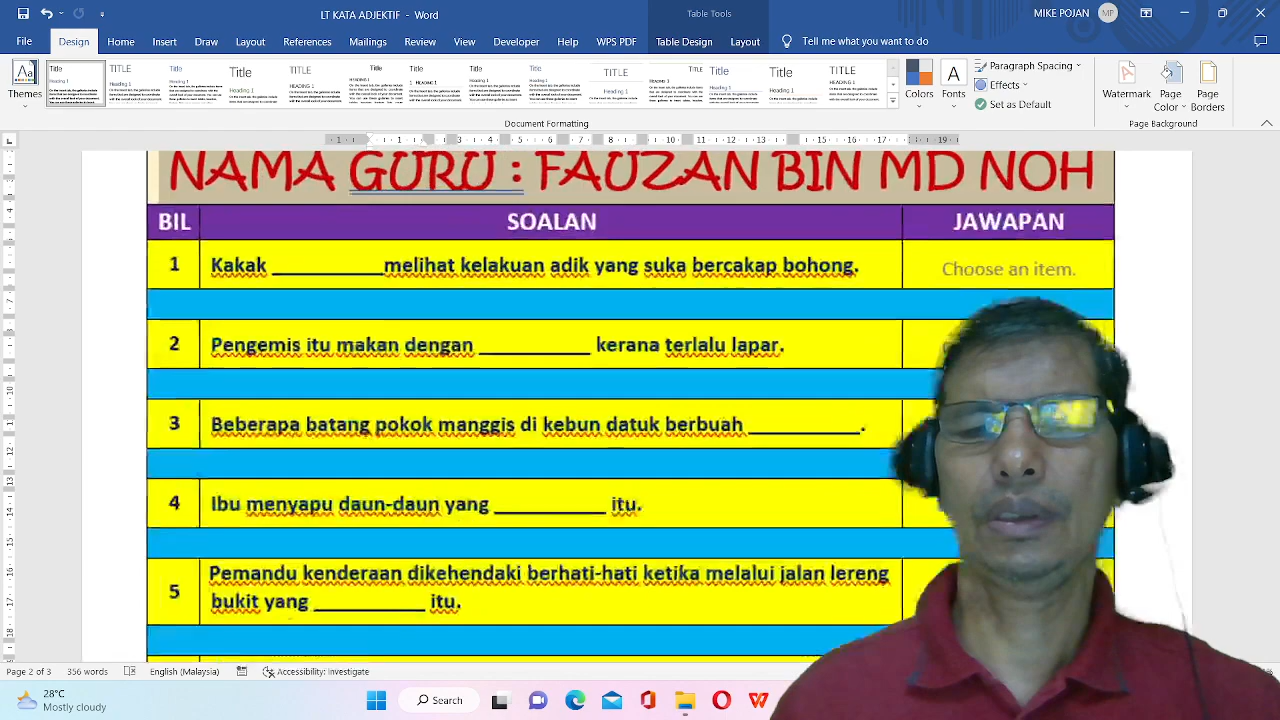 LT KATA ADJEKTIF - Word
Table Tools
MIKE POJAN
MP
File
Design
Home
Insert
Draw
Layout
References
Mailings
Review
View
Developer
Help
WPS PDF
Table Design
Layout
Tell me what you want to do
Themes
Colors
Fonts
Paragraph Spacing
Effects
Set as Default
Watermark
Page Color
Page Borders
Document Formatting
Page Background
NAMA GURU : FAUZAN BIN MD NOH
BIL SOALAN JAWAPAN
1 Kakak __________melihat kelakuan adik yang suka bercakap bohong. Choose an item.
2 Pengemis itu makan dengan __________ kerana terlalu lapar.
3 Beberapa batang pokok manggis di kebun datuk berbuah __________.
4 Ibu menyapu daun-daun yang __________ itu.
5 Pemandu kenderaan dikehendaki berhati-hati ketika melalui jalan lereng
bukit yang __________ itu.
Page 2 of 3
356 words
English (Malaysia)
Accessibility: Investigate
28°C
Mostly cloudy
Search